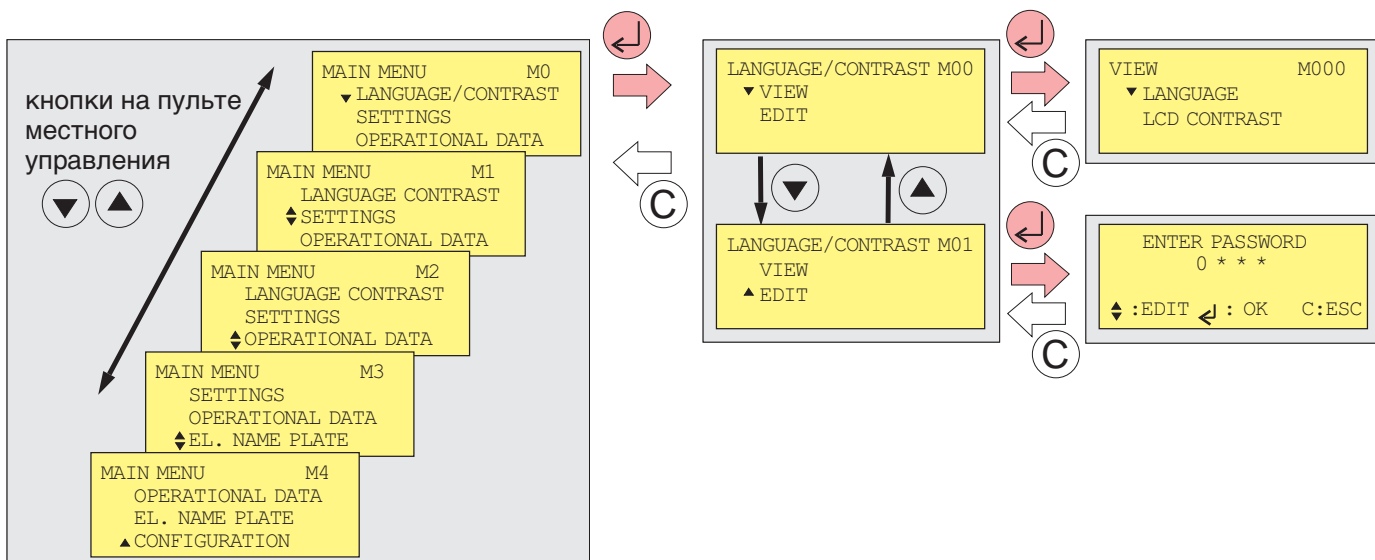 кнопки на пульте
местного
управления
MAIN MENU M0
LANGUAGE/CONTRAST
SETTINGS
OPERATIONAL DATA
MAIN MENU M1
LANGUAGE CONTRAST
SETTINGS
OPERATIONAL DATA
MAIN MENU M2
LANGUAGE CONTRAST
SETTINGS
OPERATIONAL DATA
MAIN MENU M3
SETTINGS
OPERATIONAL DATA
EL. NAME PLATE
MAIN MENU M4
OPERATIONAL DATA
EL. NAME PLATE
CONFIGURATION
C
LANGUAGE/CONTRAST M00
VIEW
EDIT
LANGUAGE/CONTRAST M01
VIEW
EDIT
C
VIEW M000
LANGUAGE
LCD CONTRAST
C
ENTER PASSWORD
0 * * *
:EDIT : OK C:ESC